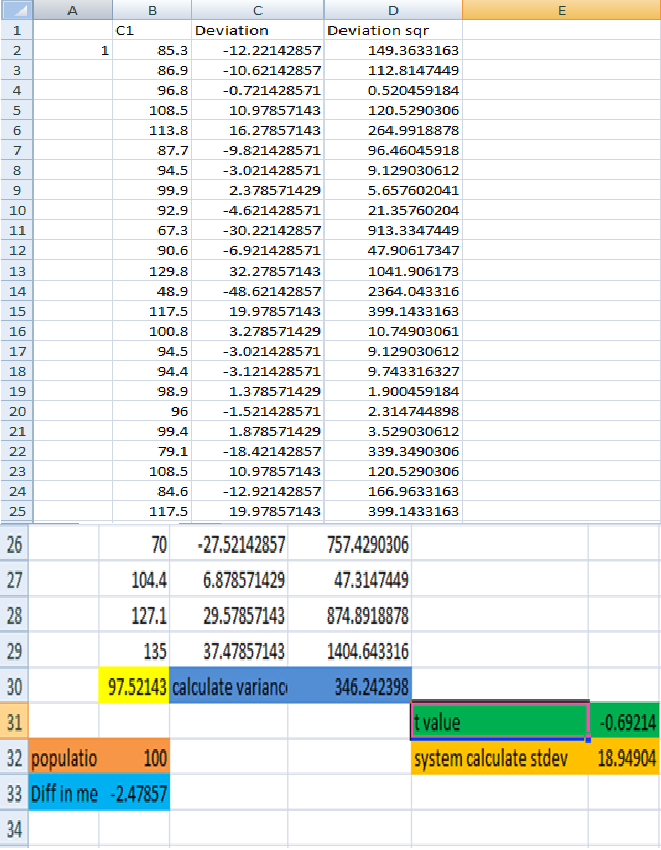 A B C D E
1 C1 Deviation Deviation sqr
2 1 85.3 -12.22142857 149.3633163
3 86.9 -10.62142857 112.8147449
4 96.8 -0.721428571 0.520459184
5 108.5 10.97857143 120.5290306
6 113.8 16.27857143 264.9918878
7 87.7 -9.821428571 96.46045918
8 94.5 -3.021428571 9.129030612
9 99.9 2.378571429 5.657602041
10 92.9 -4.621428571 21.35760204
11 67.3 -30.22142857 913.3347449
12 90.6 -6.921428571 47.90617347
13 129.8 32.27857143 1041.906173
14 48.9 -48.62142857 2364.043316
15 117.5 19.97857143 399.1433163
16 100.8 3.278571429 10.74903061
17 94.5 -3.021428571 9.129030612
18 94.4 -3.121428571 9.743316327
19 98.9 1.378571429 1.900459184
20 96 -1.521428571 2.314744898
21 99.4 1.878571429 3.529030612
22 79.1 -18.42142857 339.3490306
23 108.5 10.97857143 120.5290306
24 84.6 -12.92142857 166.9633163
25 117.5 19.97857143 399.1433163
26 70 -27.52142857 757.4290306
27 104.4 6.878571429 47.3147449
28 127.1 29.57857143 874.8918878
29 135 37.47857143 1404.643316
30 97.52143 calculate varianc 346.242398
31 t value -0.69214
32 populatio 100 system calculate stdev 18.94904
33 Diff in me -2.47857
34